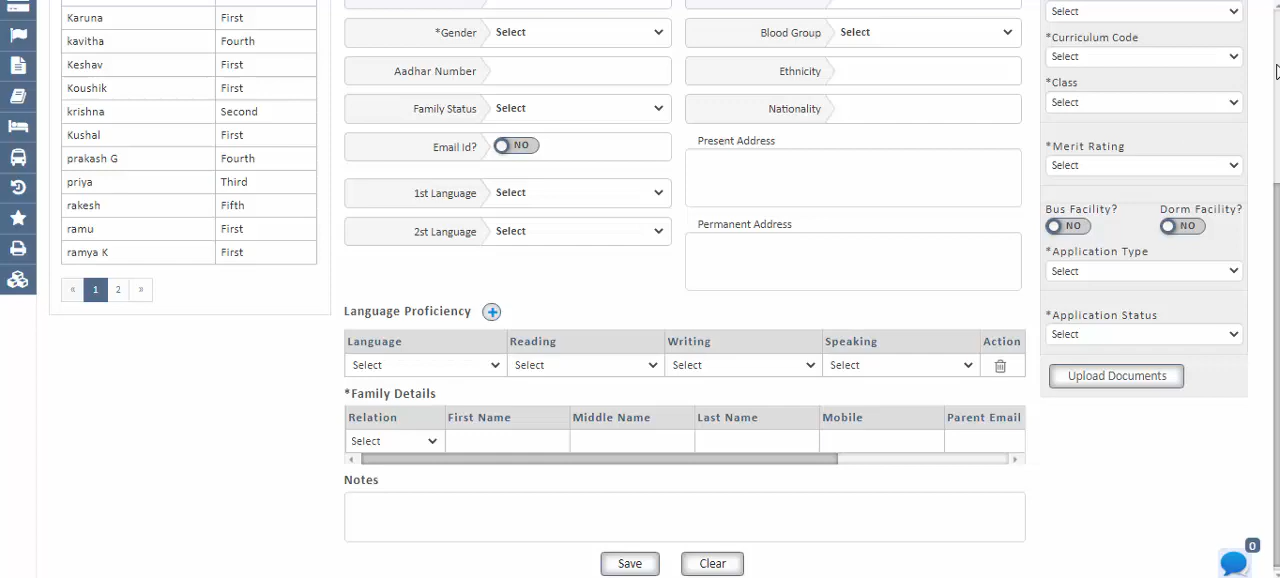 Karuna First
kavitha Fourth
Keshav First
Koushik First
krishna Second
Kushal First
prakash G Fourth
priya Third
rakesh Fifth
ramu First
ramya K First
« 1 2 »
*Gender Select
Blood Group Select
Aadhar Number
Ethnicity
Family Status Select
Nationality
Email Id? NO
Present Address
1st Language Select
Permanent Address
2st Language Select
Language Proficiency
Language Reading Writing Speaking Action
Select Select Select Select
*Family Details
Relation First Name Middle Name Last Name Mobile Parent Email
Select
Notes
Save Clear
Select
*Curriculum Code
Select
*Class
Select
*Merit Rating
Select
Bus Facility? Dorm Facility?
NO NO
*Application Type
Select
*Application Status
Select
Upload Documents
0